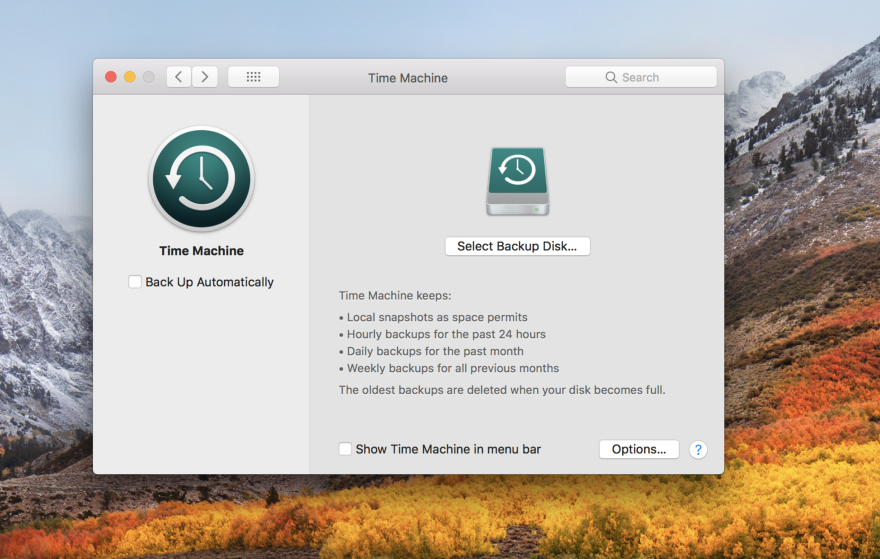 Time Machine
Search
Time Machine
Back Up Automatically
Select Backup Disk...
Time Machine keeps:
• Local snapshots as space permits
• Hourly backups for the past 24 hours
• Daily backups for the past month
• Weekly backups for all previous months
The oldest backups are deleted when your disk becomes full.
Show Time Machine in menu bar
Options...
?